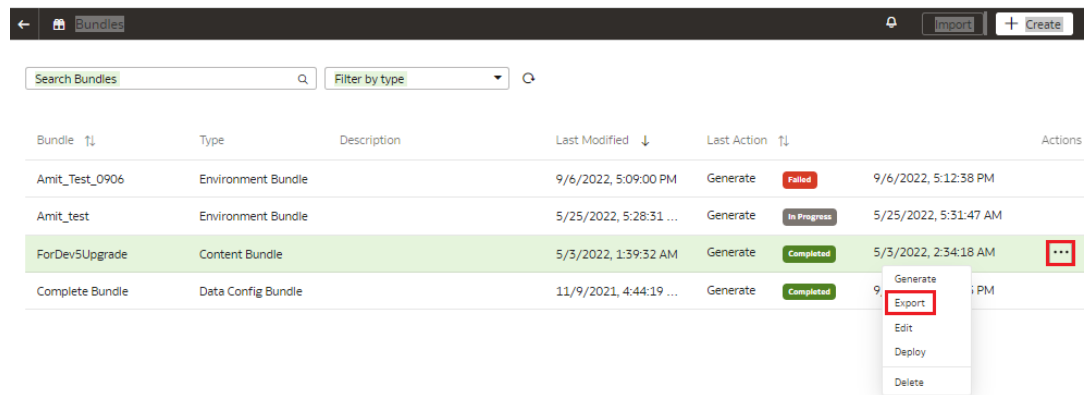 Bundles Import + Create
Search Bundles Filter by type
Bundle Type Description Last Modified Last Action Actions
Amit_Test_0906 Environment Bundle 9/6/2022, 5:09:00 PM Generate Failed 9/6/2022, 5:12:38 PM
Amit_test Environment Bundle 5/25/2022, 5:28:31 ... Generate In Progress 5/25/2022, 5:31:47 AM
ForDev5Upgrade Content Bundle 5/3/2022, 1:39:32 AM Generate Completed 5/3/2022, 2:34:18 AM ...
Generate
Complete Bundle Data Config Bundle 11/9/2021, 4:44:19 ... Generate Completed 9 PM
Export
Edit
Deploy
Delete